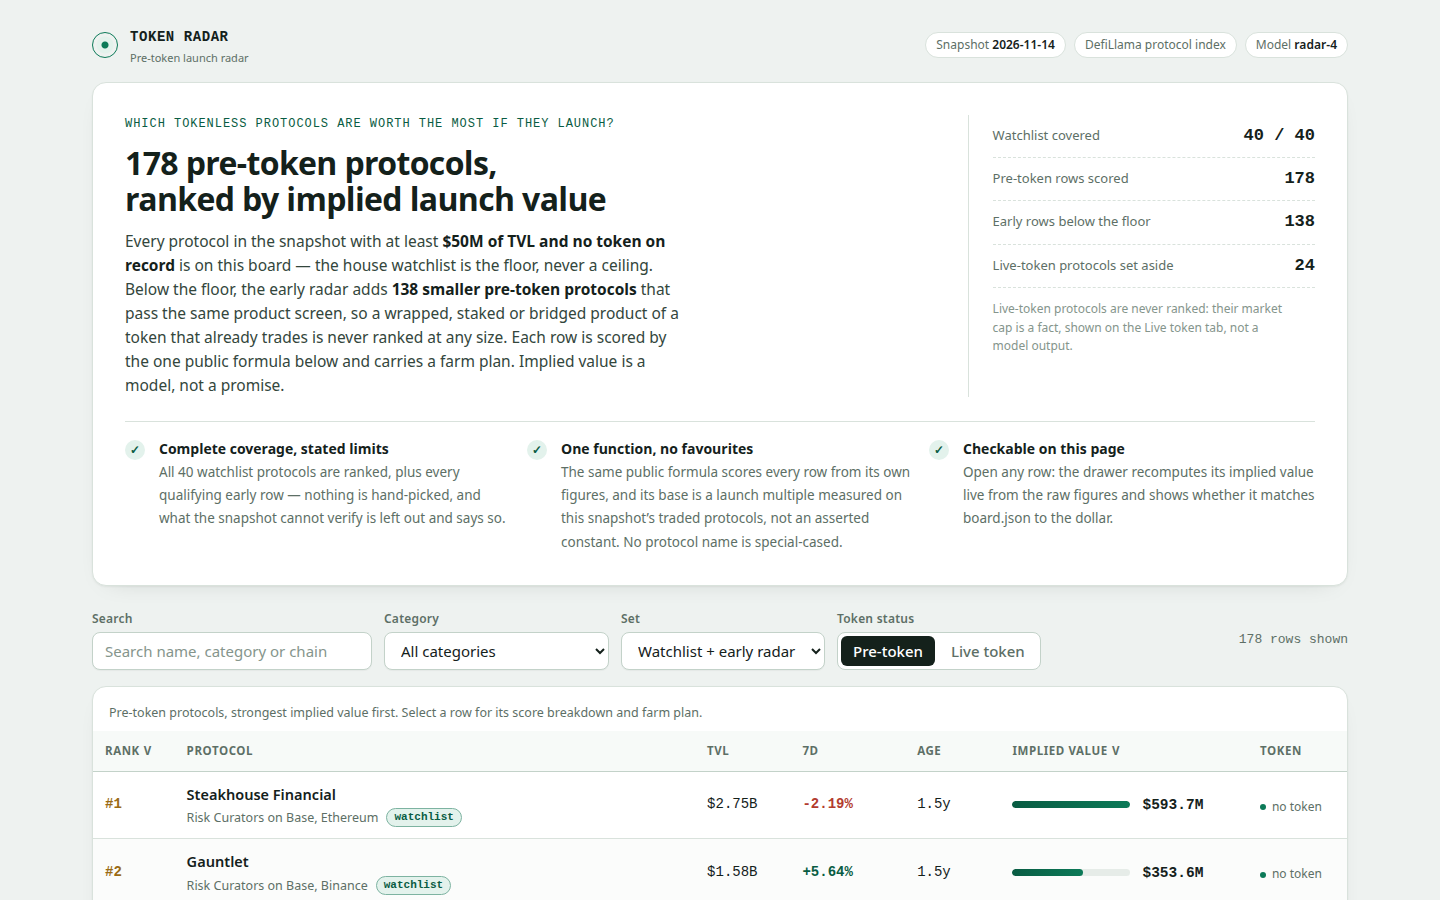 TOKEN RADAR
Pre-token launch radar
Snapshot 2026-11-14
DefiLlama protocol index
Model radar-4
WHICH TOKENLESS PROTOCOLS ARE WORTH THE MOST IF THEY LAUNCH?
178 pre-token protocols,
ranked by implied launch value
Every protocol in the snapshot with at least $50M of TVL and no token on
record is on this board — the house watchlist is the floor, never a ceiling.
Below the floor, the early radar adds 138 smaller pre-token protocols that
pass the same product screen, so a wrapped, staked or bridged product of a
token that already trades is never ranked at any size. Each row is scored by
the one public formula below and carries a farm plan. Implied value is a
model, not a promise.
Watchlist covered 40 / 40
Pre-token rows scored 178
Early rows below the floor 138
Live-token protocols set aside 24
Live-token protocols are never ranked: their market
cap is a fact, shown on the Live token tab, not a
model output.
✓ Complete coverage, stated limits
All 40 watchlist protocols are ranked, plus every
qualifying early row — nothing is hand-picked, and
what the snapshot cannot verify is left out and says so.
✓ One function, no favourites
The same public formula scores every row from its own
figures, and its base is a launch multiple measured on
this snapshot's traded protocols, not an asserted
constant. No protocol name is special-cased.
✓ Checkable on this page
Open any row: the drawer recomputes its implied value
live from the raw figures and shows whether it matches
board.json to the dollar.
Search
Search name, category or chain
Category
All categories
Set
Watchlist + early radar
Token status
Pre-token Live token
178 rows shown
Pre-token protocols, strongest implied value first. Select a row for its score breakdown and farm plan.
RANK V PROTOCOL TVL 7D AGE IMPLIED VALUE V TOKEN
#1 Steakhouse Financial $2.75B -2.19% 1.5y $593.7M no token
Risk Curators on Base, Ethereum watchlist
#2 Gauntlet $1.58B +5.64% 1.5y $353.6M no token
Risk Curators on Base, Binance watchlist